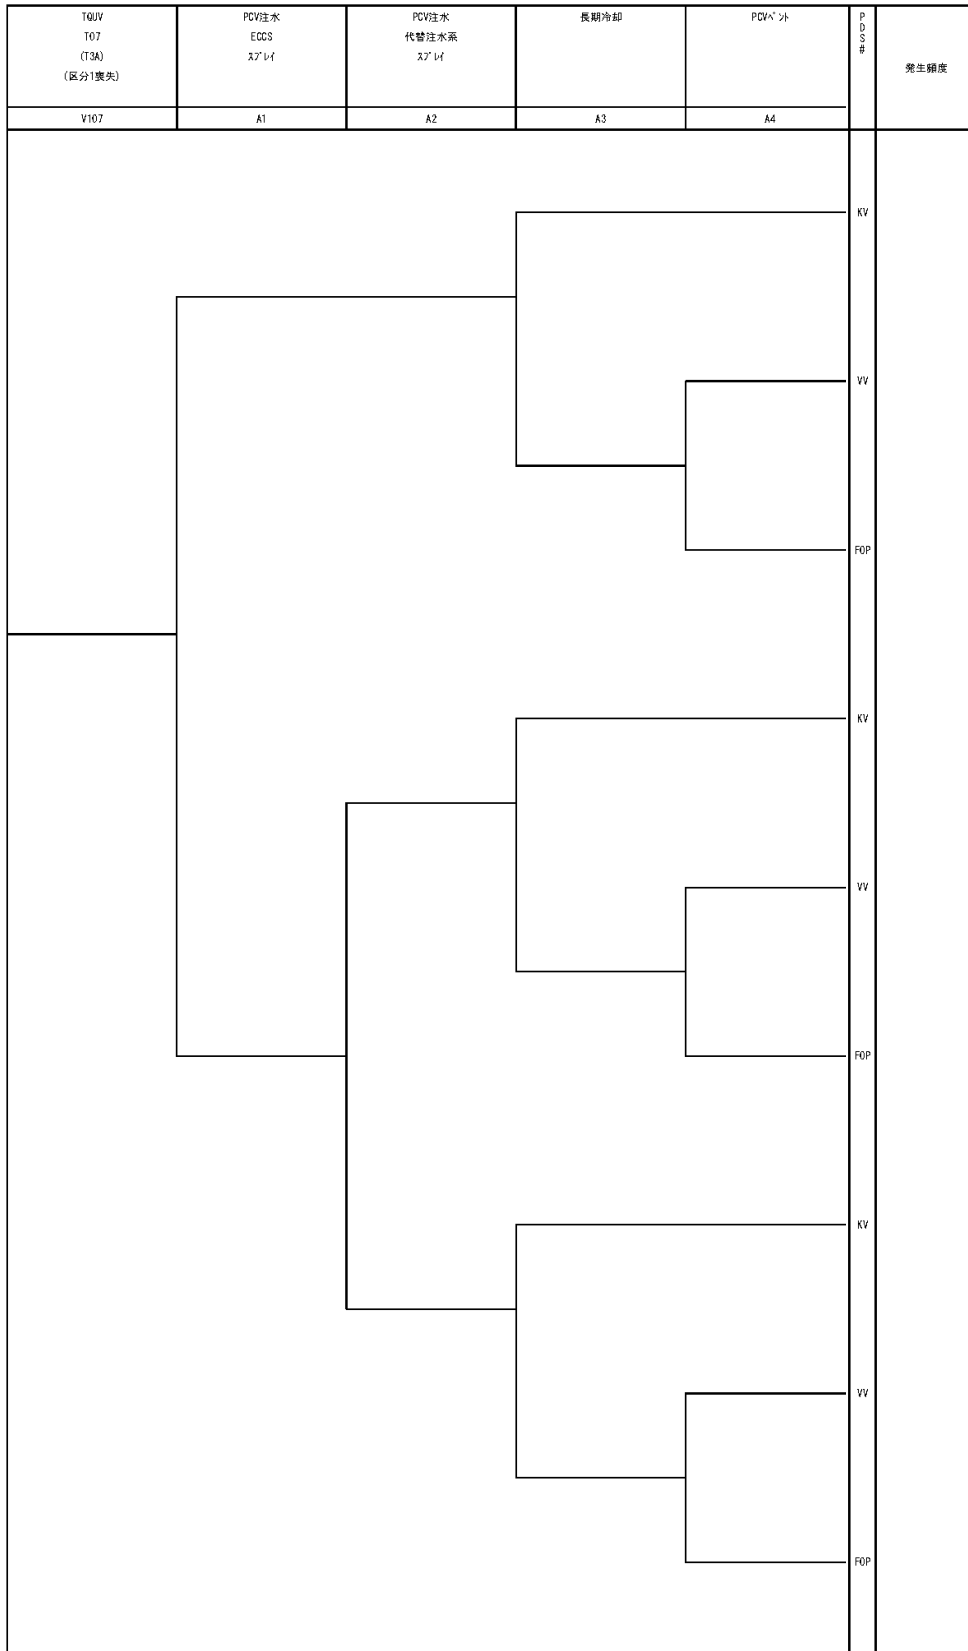 TQUV
T07
(T3A)
(区分1喪失)
PCV注水
ECCS
ｽﾌﾟﾚｲ
PCV注水
代替注水系
ｽﾌﾟﾚｲ
長期冷却
PCVﾍﾞﾝﾄ
PDS#
発生頻度
V107
A1
A2
A3
A4
KV
VV
FOP
KV
VV
FOP
KV
VV
FOP